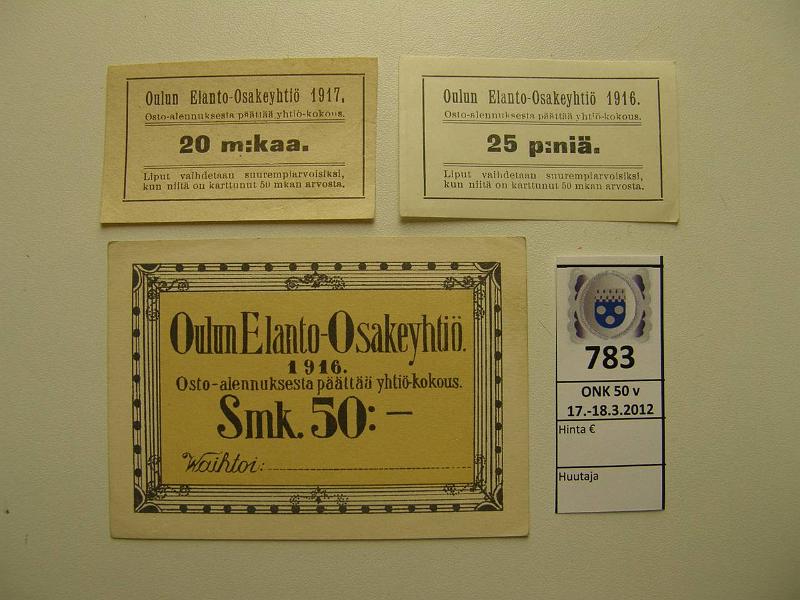 Oulun Elanto-Osakeyhtiö 1917.
Osto-alennuksesta päättää yhtiö-kokous.
20 m:kaa.
Liput vaihdetaan suurempiarvoisiksi,
kun niitä on karttunut 50 mkan arvosta.
Oulun Elanto-Osakeyhtiö 1916.
Osto-alennuksesta päättää yhtiö-kokous.
25 p:niä.
Liput vaihdetaan suurempiarvoisiksi,
kun niitä on karttunut 50 mkan arvosta.
Oulun Elanto-Osakeyhtiö.
1916.
Osto-alennuksesta päättää yhtiö-kokous.
Smk. 50:—
Waihtoi:
783
ONK 50 v
17.-18.3.2012
Hinta €
Huutaja